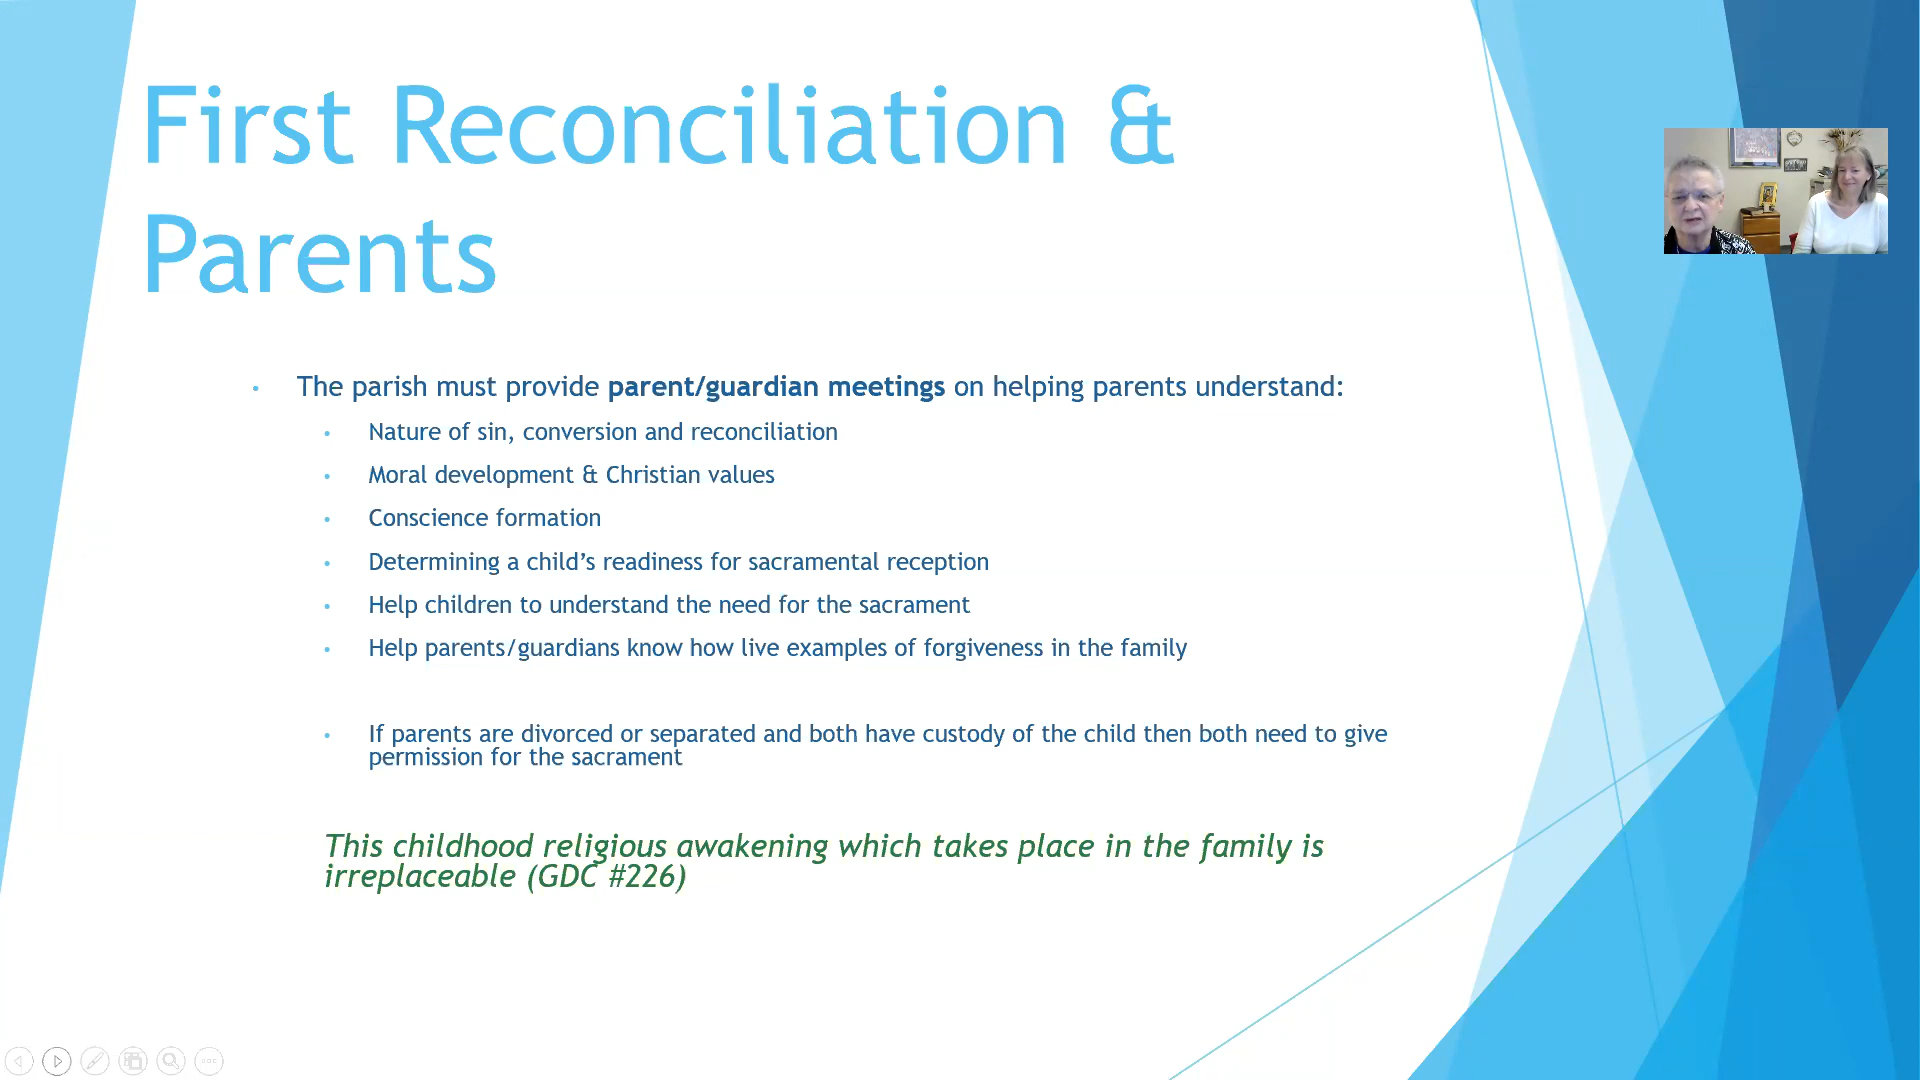 First Reconciliation &
Parents
• The parish must provide parent/guardian meetings on helping parents understand:
• Nature of sin, conversion and reconciliation
• Moral development & Christian values
• Conscience formation
• Determining a child’s readiness for sacramental reception
• Help children to understand the need for the sacrament
• Help parents/guardians know how live examples of forgiveness in the family
• If parents are divorced or separated and both have custody of the child then both need to give
permission for the sacrament
This childhood religious awakening which takes place in the family is
irreplaceable (GDC #226)